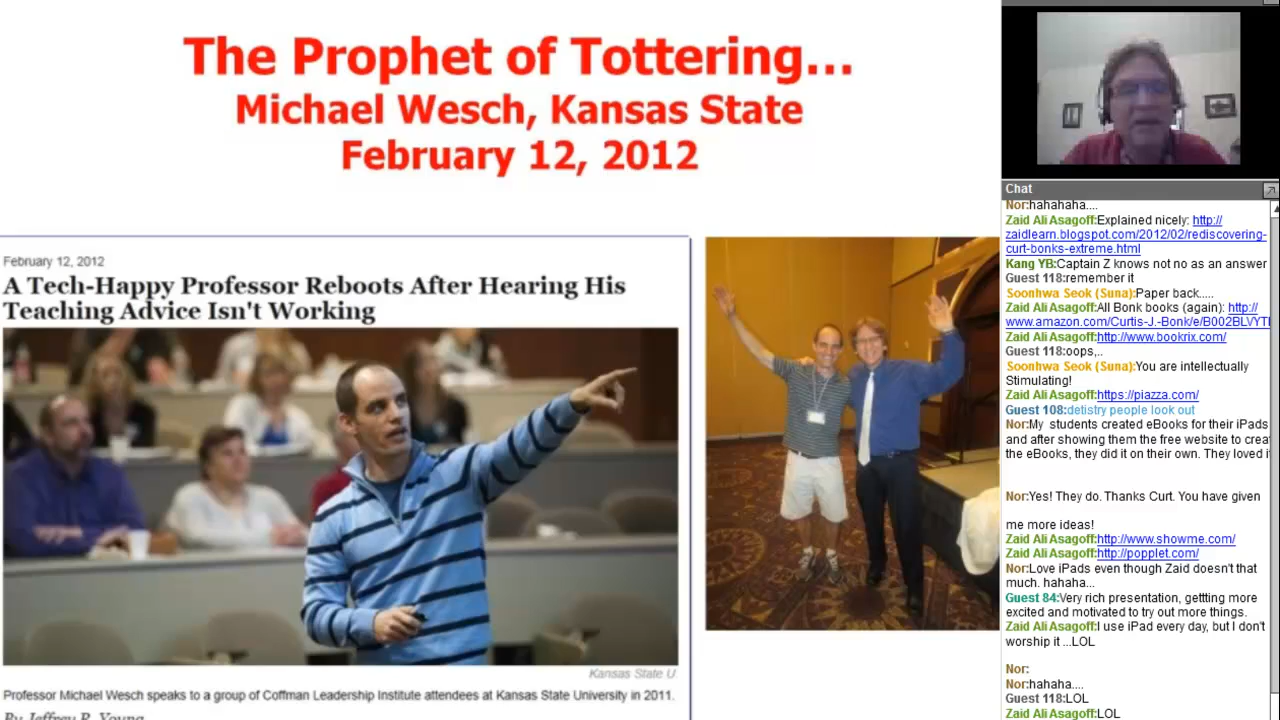 The Prophet of Tottering...
Michael Wesch, Kansas State
February 12, 2012
February 12, 2012
A Tech-Happy Professor Reboots After Hearing His
Teaching Advice Isn't Working
Kansas State U.
Professor Michael Wesch speaks to a group of Coffman Leadership Institute attendees at Kansas State University in 2011.
By Jeffrey R. Young
Chat
Nor:hahahaha....
Zaid Ali Asagoff:Explained nicely: http://
zaidlearn.blogspot.com/2012/02/rediscovering-
curt-bonks-extreme.html
Kang YB:Captain Z knows not no as an answer
Guest 118:remember it
Soonhwa Seok (Suna):Paper back.....
Zaid Ali Asagoff:All Bonk books (again): http://
www.amazon.com/Curtis-J.-Bonk/e/B002BLVYTI
Zaid Ali Asagoff:http://www.bookrix.com/
Guest 118:oops,..
Soonhwa Seok (Suna):You are intellectually
Stimulating!
Zaid Ali Asagoff:https://piazza.com/
Guest 108:detistry people look out
Nor:My students created eBooks for their iPads
and after showing them the free website to creat
the eBooks, they did it on their own. They loved it
Nor:Yes! They do. Thanks Curt. You have given
me more ideas!
Zaid Ali Asagoff:http://www.showme.com/
Zaid Ali Asagoff:http://popplet.com/
Nor:Love iPads even though Zaid doesn't that
much. hahaha...
Guest 84:Very rich presentation, gettting more
excited and motivated to try out more things.
Zaid Ali Asagoff:I use iPad every day, but I don't
worship it ...LOL
Nor:
Nor:hahaha....
Guest 118:LOL
Zaid Ali Asagoff:LOL